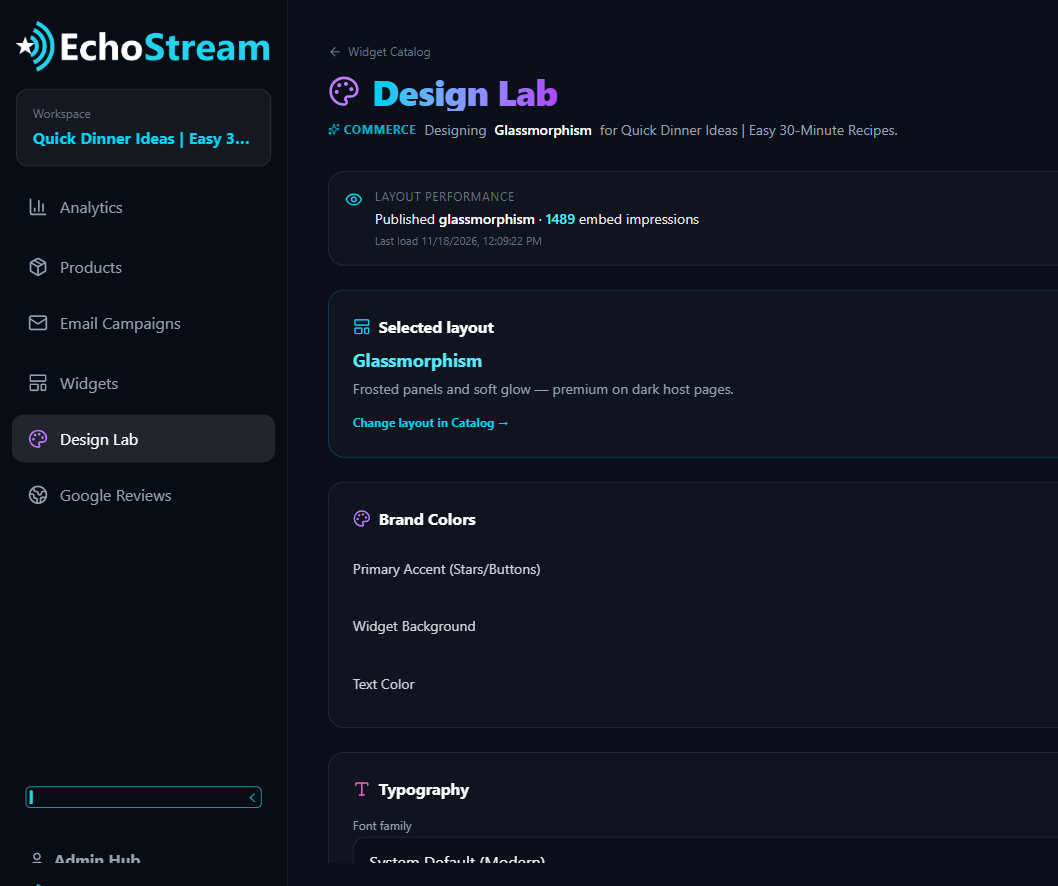 EchoStream
Workspace
Quick Dinner Ideas | Easy 3...
Analytics
Products
Email Campaigns
Widgets
Design Lab
Google Reviews
Admin Hub
← Widget Catalog
Design Lab
COMMERCE Designing Glassmorphism for Quick Dinner Ideas | Easy 30-Minute Recipes.
LAYOUT PERFORMANCE
Published glassmorphism · 1489 embed impressions
Last load 11/18/2026, 12:09:22 PM
Selected layout
Glassmorphism
Frosted panels and soft glow — premium on dark host pages.
Change layout in Catalog →
Brand Colors
Primary Accent (Stars/Buttons)
Widget Background
Text Color
Typography
Font family
System Default (Modern)